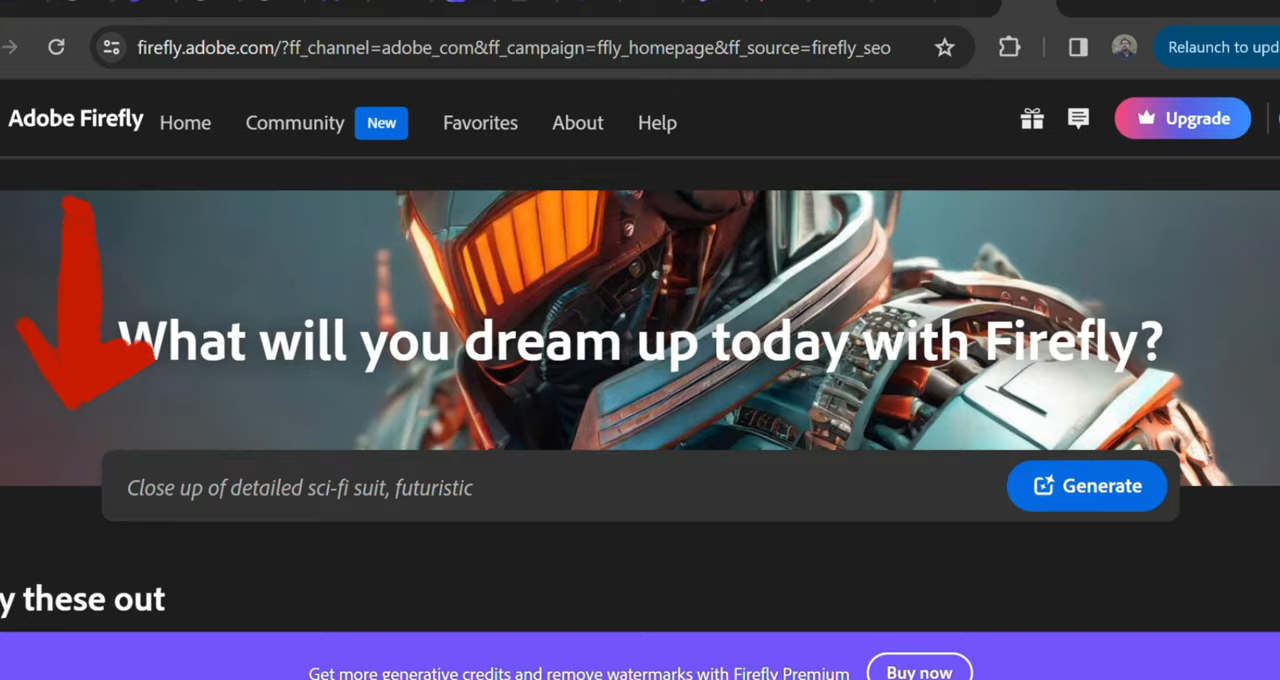 firefly.adobe.com/?ff_channel=adobe_com&ff_campaign=ffly_homepage&ff_source=firefly_seo
Relaunch to upd
Adobe Firefly Home Community New Favorites About Help Upgrade
What will you dream up today with Firefly?
Close up of detailed sci-fi suit, futuristic Generate
y these out
Get more generative credits and remove watermarks with Firefly Premium Buy now